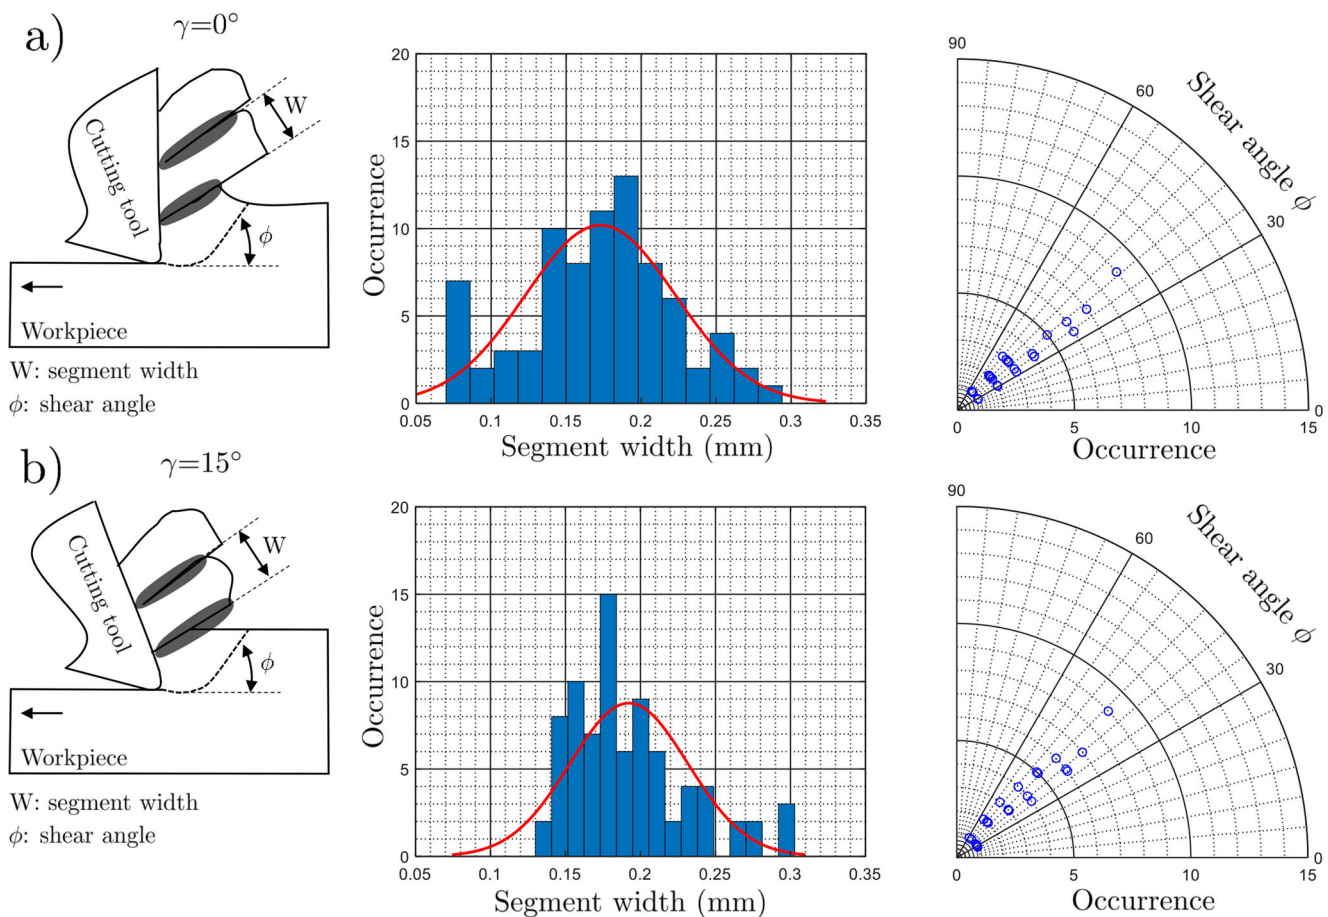 a)
γ=0°
W
Cutting tool
ϕ
Workpiece
W: segment width
ϕ: shear angle
20
15
10
5
0
Occurrence
0.05
0.1
0.15
0.2
0.25
0.3
0.35
Segment width (mm)
90
60
Shear angle ϕ
30
0
0
5
10
15
Occurrence
b)
γ=15°
W
Cutting tool
ϕ
Workpiece
W: segment width
ϕ: shear angle
20
15
10
5
0
Occurrence
0.05
0.1
0.15
0.2
0.25
0.3
0.35
Segment width (mm)
90
60
Shear angle ϕ
30
0
0
5
10
15
Occurrence